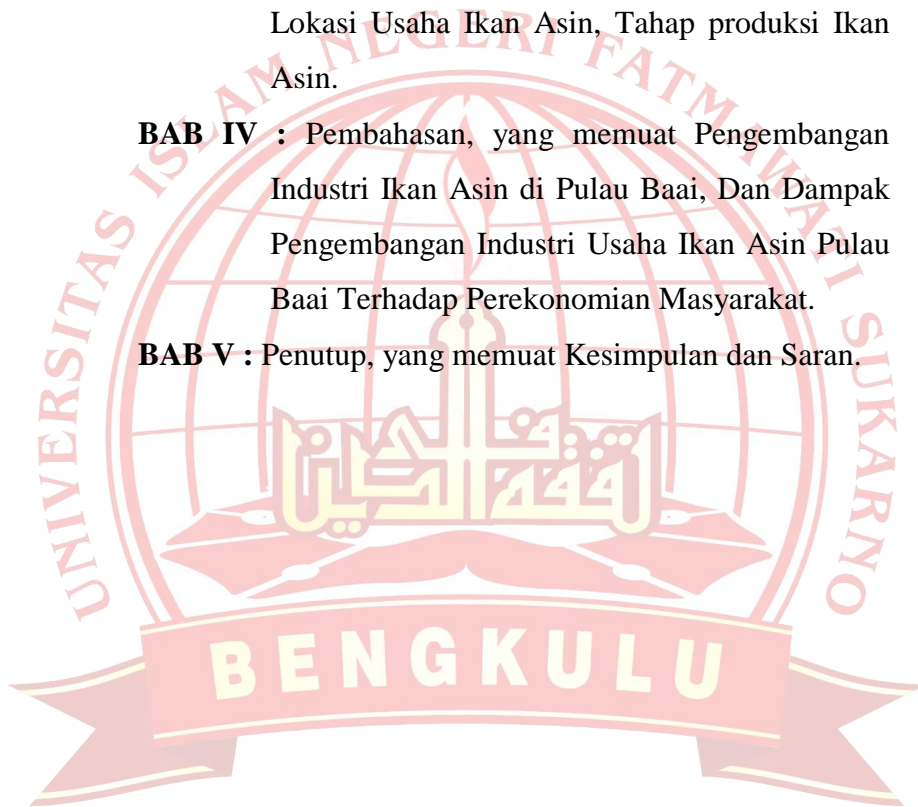 Lokasi Usaha Ikan Asin, Tahap produksi Ikan
Asin.
BAB IV : Pembahasan, yang memuat Pengembangan
Industri Ikan Asin di Pulau Baai, Dan Dampak
Pengembangan Industri Usaha Ikan Asin Pulau
Baai Terhadap Perekonomian Masyarakat.
BAB V : Penutup, yang memuat Kesimpulan dan Saran.
UNIVERSITAS ISLAM NEGERI FATMAWATI SUKARNO
BENGKULU